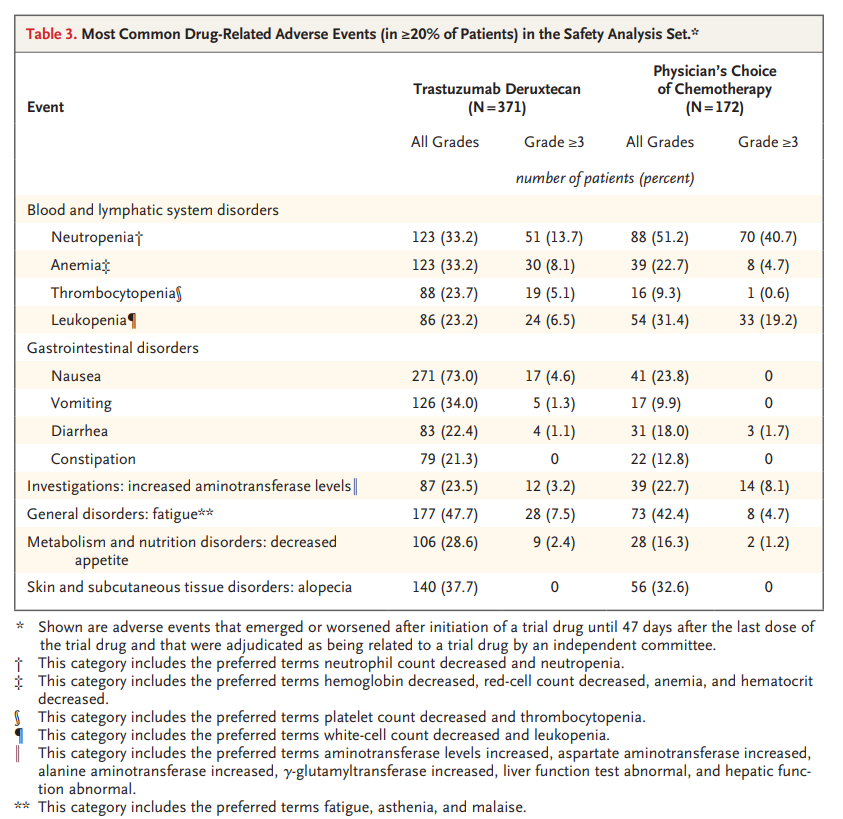 Table 3. Most Common Drug-Related Adverse Events (in ≥20% of Patients) in the Safety Analysis Set.*
Event
Trastuzumab Deruxtecan
(N=371)
Physician's Choice
of Chemotherapy
(N=172)
All Grades Grade ≥3 All Grades Grade ≥3
number of patients (percent)
Blood and lymphatic system disorders
Neutropenia† 123 (33.2) 51 (13.7) 88 (51.2) 70 (40.7)
Anemia‡ 123 (33.2) 30 (8.1) 39 (22.7) 8 (4.7)
Thrombocytopenia§ 88 (23.7) 19 (5.1) 16 (9.3) 1 (0.6)
Leukopenia¶ 86 (23.2) 24 (6.5) 54 (31.4) 33 (19.2)
Gastrointestinal disorders
Nausea 271 (73.0) 17 (4.6) 41 (23.8) 0
Vomiting 126 (34.0) 5 (1.3) 17 (9.9) 0
Diarrhea 83 (22.4) 4 (1.1) 31 (18.0) 3 (1.7)
Constipation 79 (21.3) 0 22 (12.8) 0
Investigations: increased aminotransferase levels‖ 87 (23.5) 12 (3.2) 39 (22.7) 14 (8.1)
General disorders: fatigue** 177 (47.7) 28 (7.5) 73 (42.4) 8 (4.7)
Metabolism and nutrition disorders: decreased 106 (28.6) 9 (2.4) 28 (16.3) 2 (1.2)
appetite
Skin and subcutaneous tissue disorders: alopecia 140 (37.7) 0 56 (32.6) 0
* Shown are adverse events that emerged or worsened after initiation of a trial drug until 47 days after the last dose of
the trial drug and that were adjudicated as being related to a trial drug by an independent committee.
† This category includes the preferred terms neutrophil count decreased and neutropenia.
‡ This category includes the preferred terms hemoglobin decreased, red-cell count decreased, anemia, and hematocrit
decreased.
§ This category includes the preferred terms platelet count decreased and thrombocytopenia.
¶ This category includes the preferred terms white-cell count decreased and leukopenia.
‖ This category includes the preferred terms aminotransferase levels increased, aspartate aminotransferase increased,
alanine aminotransferase increased, γ-glutamyltransferase increased, liver function test abnormal, and hepatic func-
tion abnormal.
** This category includes the preferred terms fatigue, asthenia, and malaise.